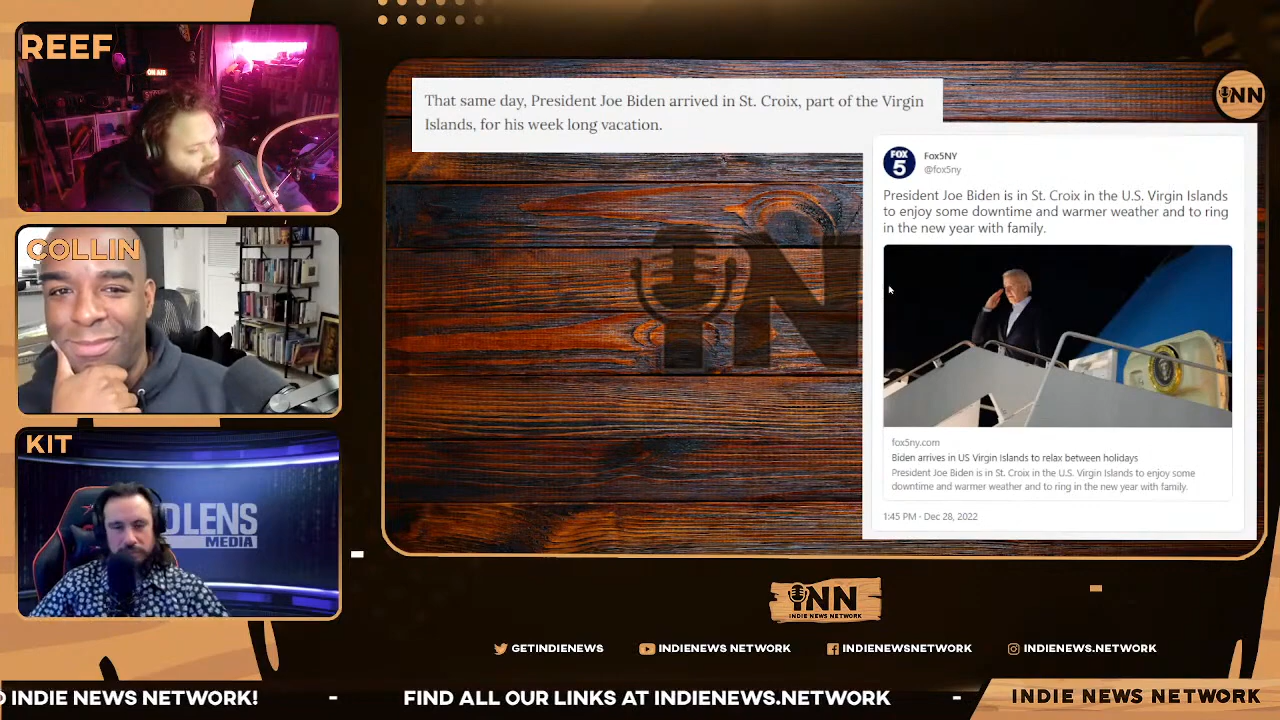 REEF
ON AIR
COLLIN
KIT
DLENS
MEDIA
That same day, President Joe Biden arrived in St. Croix, part of the Virgin
Islands, for his week long vacation.
INN
IN
FOX
5
Fox5NY
@fox5ny
President Joe Biden is in St. Croix in the U.S. Virgin Islands
to enjoy some downtime and warmer weather and to ring
in the new year with family.
fox5ny.com
Biden arrives in US Virgin Islands to relax between holidays
President Joe Biden is in St. Croix in the U.S. Virgin Islands to enjoy some
downtime and warmer weather and to ring in the new year with family.
1:45 PM · Dec 28, 2022
INN
INDIE NEWS NETWORK
GETINDIENEWS
INDIENEWS NETWORK
INDIENEWSNETWORK
INDIENEWS.NETWORK
INDIE NEWS NETWORK! - FIND ALL OUR LINKS AT INDIENEWS.NETWORK -
INDIE NEWS NETWORK